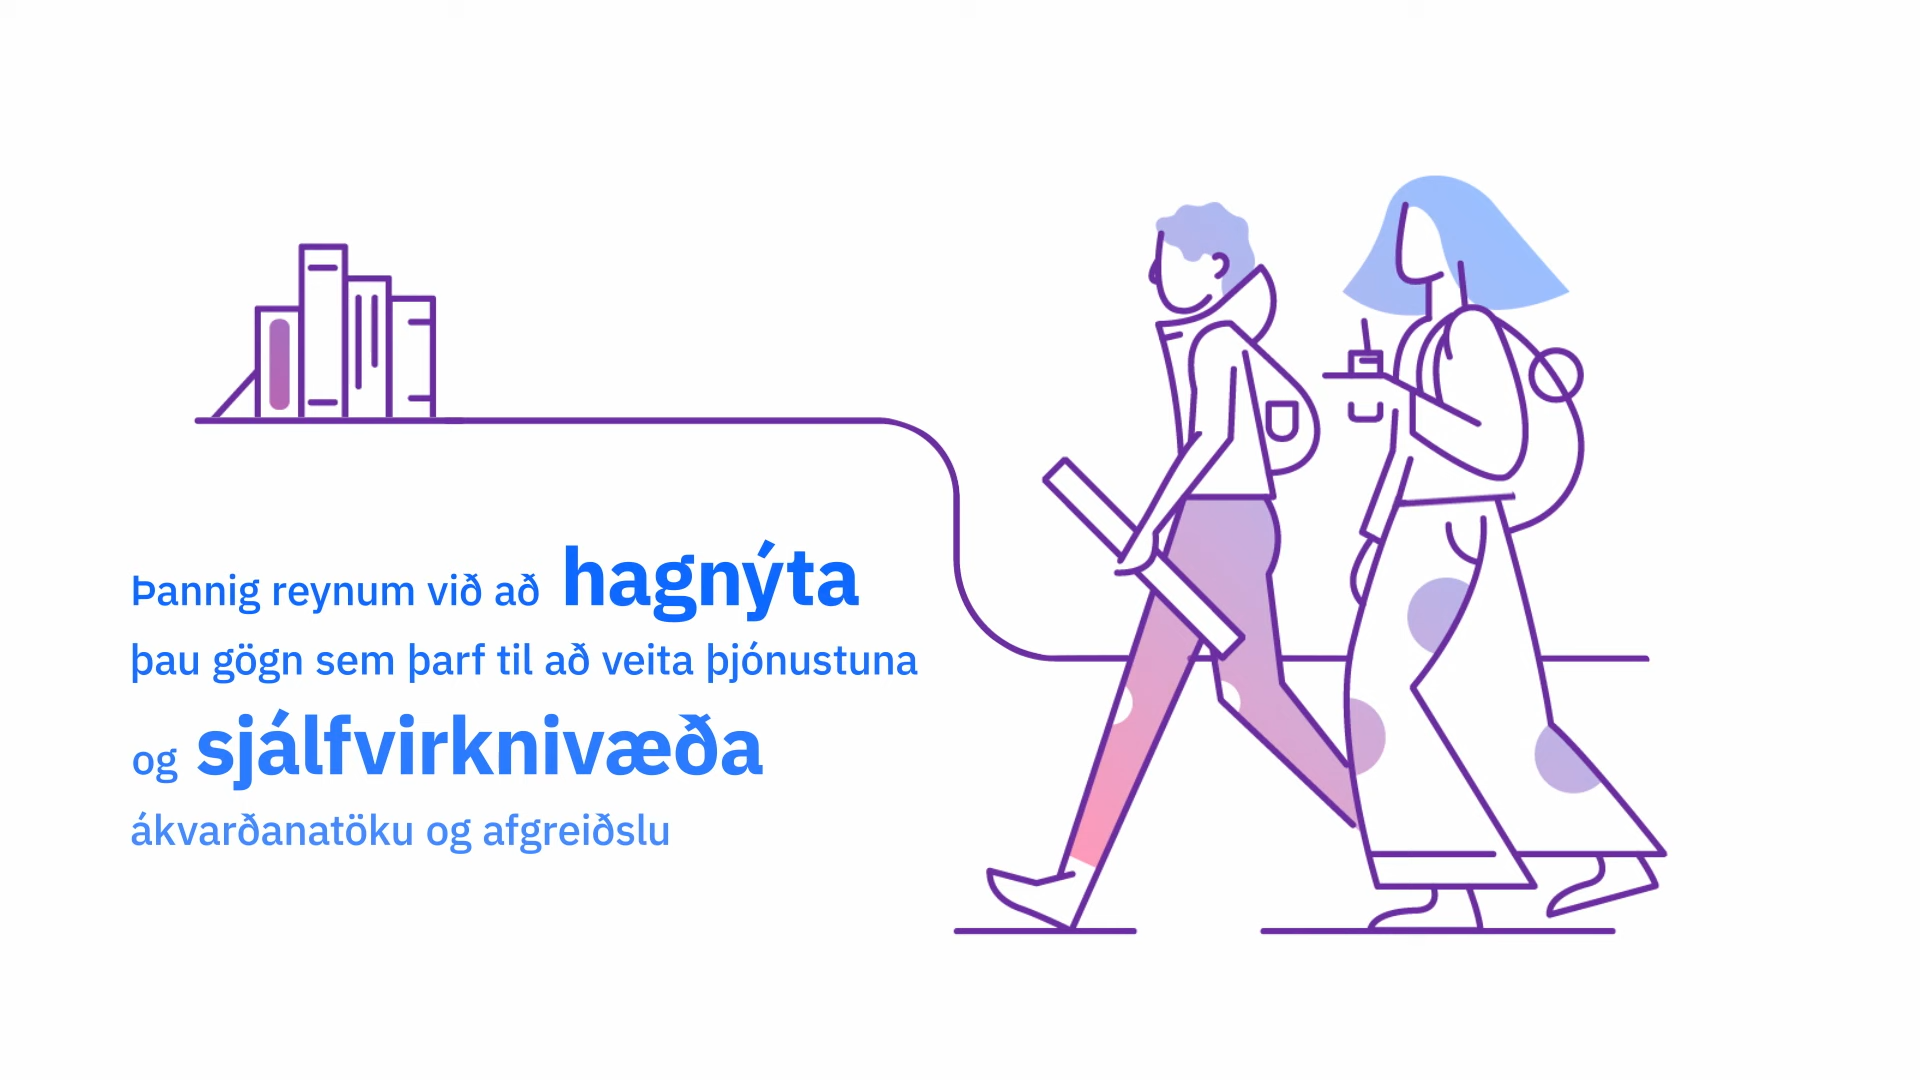 Þannig reynum við að hagnýta
þau gögn sem þarf til að veita þjónustuna
og sjálfvirknivæða
ákvarðanatöku og afgreiðslu